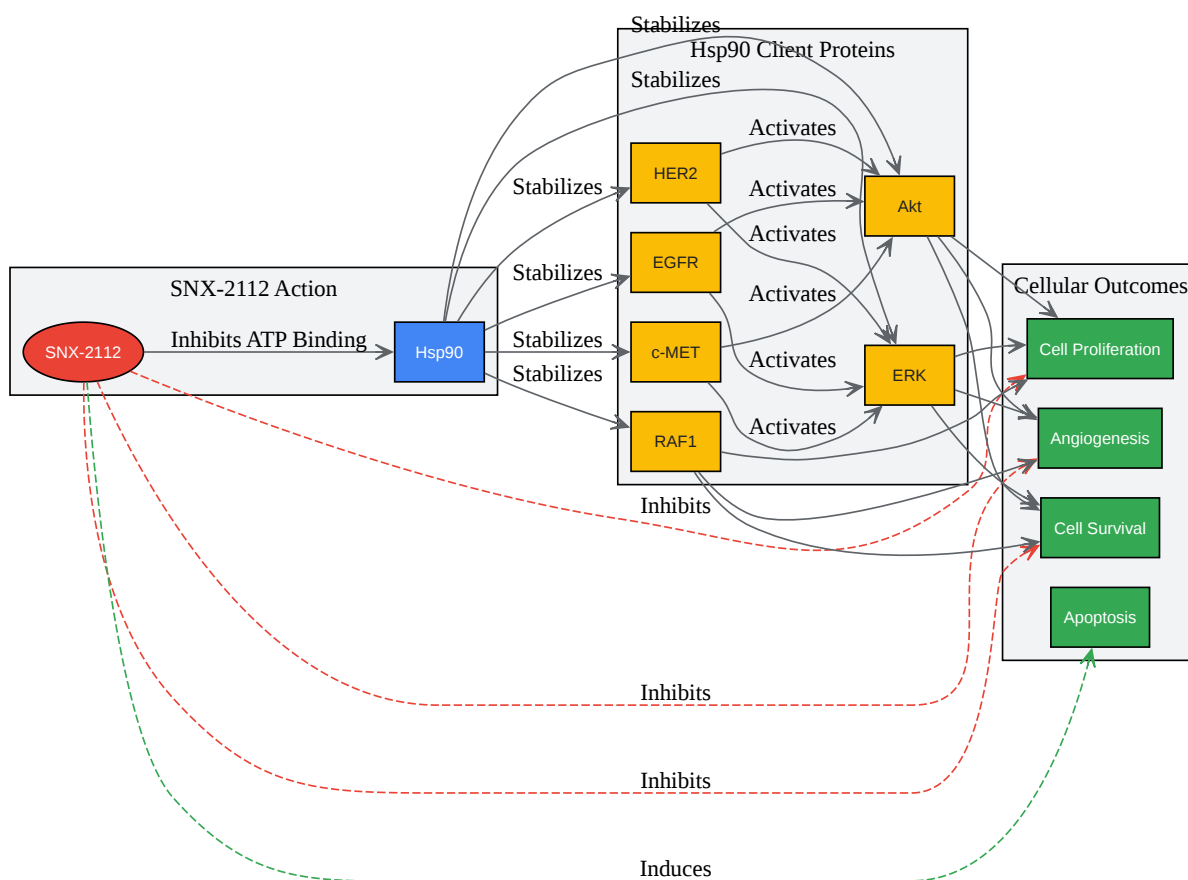 Stabilizes
Hsp90 Client Proteins
Stabilizes
Activates
HER2
Stabilizes
Activates
Akt
Activates
EGFR
Stabilizes
SNX-2112 Action
Activates
Cellular Outcomes
Inhibits ATP Binding
Stabilizes
SNX-2112
Hsp90
c-MET
Cell Proliferation
Activates
Stabilizes
ERK
Activates
RAF1
Angiogenesis
Inhibits
Cell Survival
Apoptosis
Inhibits
Inhibits
Induces